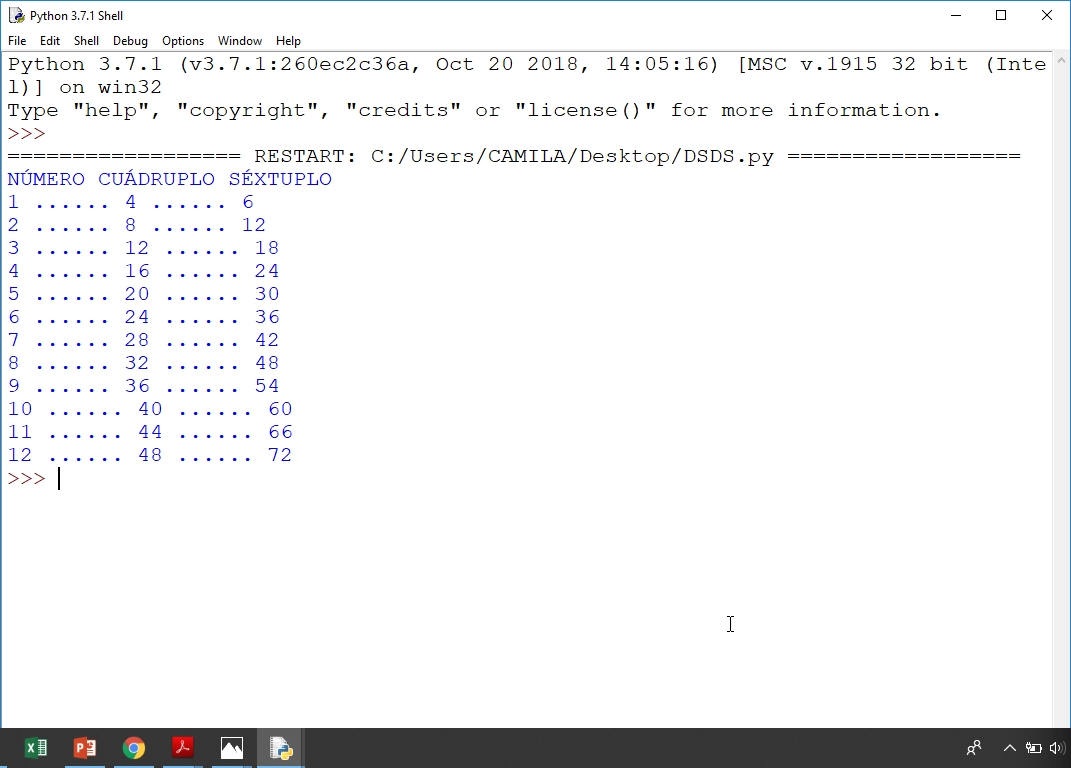 Python 3.7.1 Shell
File Edit Shell Debug Options Window Help
Python 3.7.1 (v3.7.1:260ec2c36a, Oct 20 2018, 14:05:16) [MSC v.1915 32 bit (Inte
l)] on win32
Type "help", "copyright", "credits" or "license()" for more information.
>>>
================== RESTART: C:/Users/CAMILA/Desktop/DSDS.py ==================
NÚMERO CUÁDRUPLO SÉXTUPLO
1 ...... 4 ...... 6
2 ...... 8 ...... 12
3 ...... 12 ...... 18
4 ...... 16 ...... 24
5 ...... 20 ...... 30
6 ...... 24 ...... 36
7 ...... 28 ...... 42
8 ...... 32 ...... 48
9 ...... 36 ...... 54
10 ...... 40 ...... 60
11 ...... 44 ...... 66
12 ...... 48 ...... 72
>>>